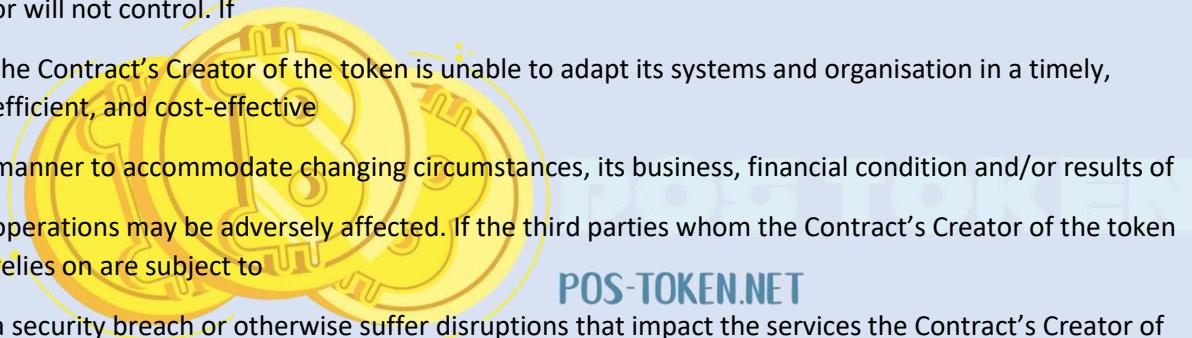 or will not control. If
the Contract's Creator of the token is unable to adapt its systems and organisation in a timely,
efficient, and cost-effective
manner to accommodate changing circumstances, its business, financial condition and/or results of
POS TOKEN
operations may be adversely affected. If the third parties whom the Contract's Creator of the token
relies on are subject to
POS-TOKEN.NET
a security breach or otherwise suffer disruptions that impact the services the Contract's Creator of